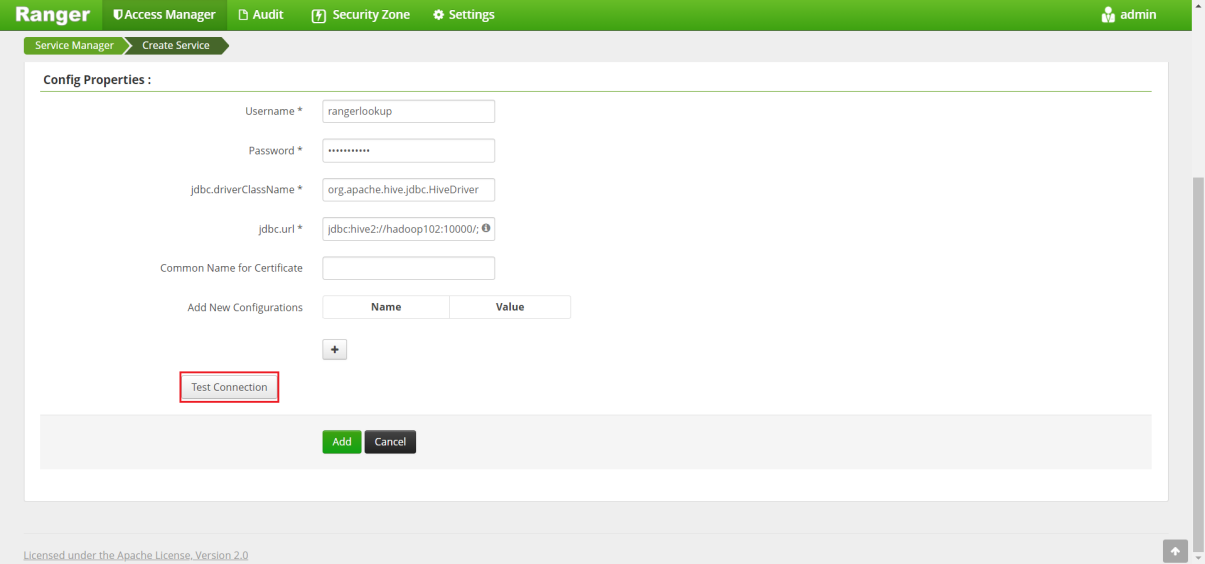 Ranger Access Manager Audit Security Zone Settings admin
Service Manager Create Service
Config Properties :
Username * rangerlookup
Password * •••••••••••
jdbc.driverClassName * org.apache.hive.jdbc.HiveDriver
jdbc.url * jdbc:hive2://hadoop102:10000/;
Common Name for Certificate
Add New Configurations Name Value
+
Test Connection
Add Cancel
Licensed under the Apache License, Version 2.0